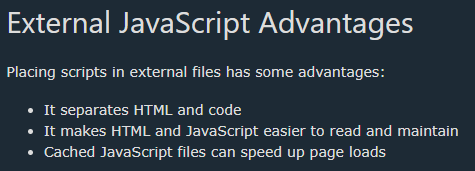 External JavaScript Advantages
Placing scripts in external files has some advantages:
• It separates HTML and code
• It makes HTML and JavaScript easier to read and maintain
• Cached JavaScript files can speed up page loads